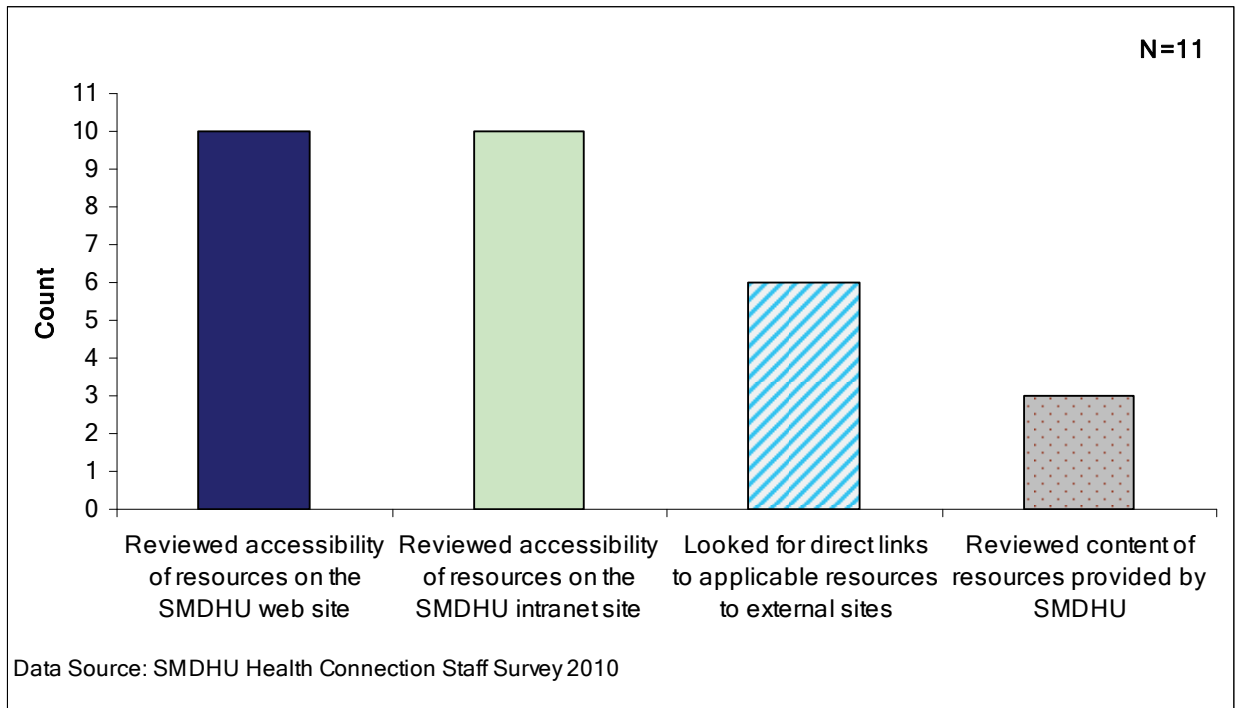 N=11
11
10
9
8
7
6
5
4
3
2
1
0
Count
Reviewed accessibility
of resources on the
SMDHU web site
Reviewed accessibility
of resources on the
SMDHU intranet site
Looked for direct links
to applicable resources
to external sites
Reviewed content of
resources provided by
SMDHU
Data Source: SMDHU Health Connection Staff Survey 2010